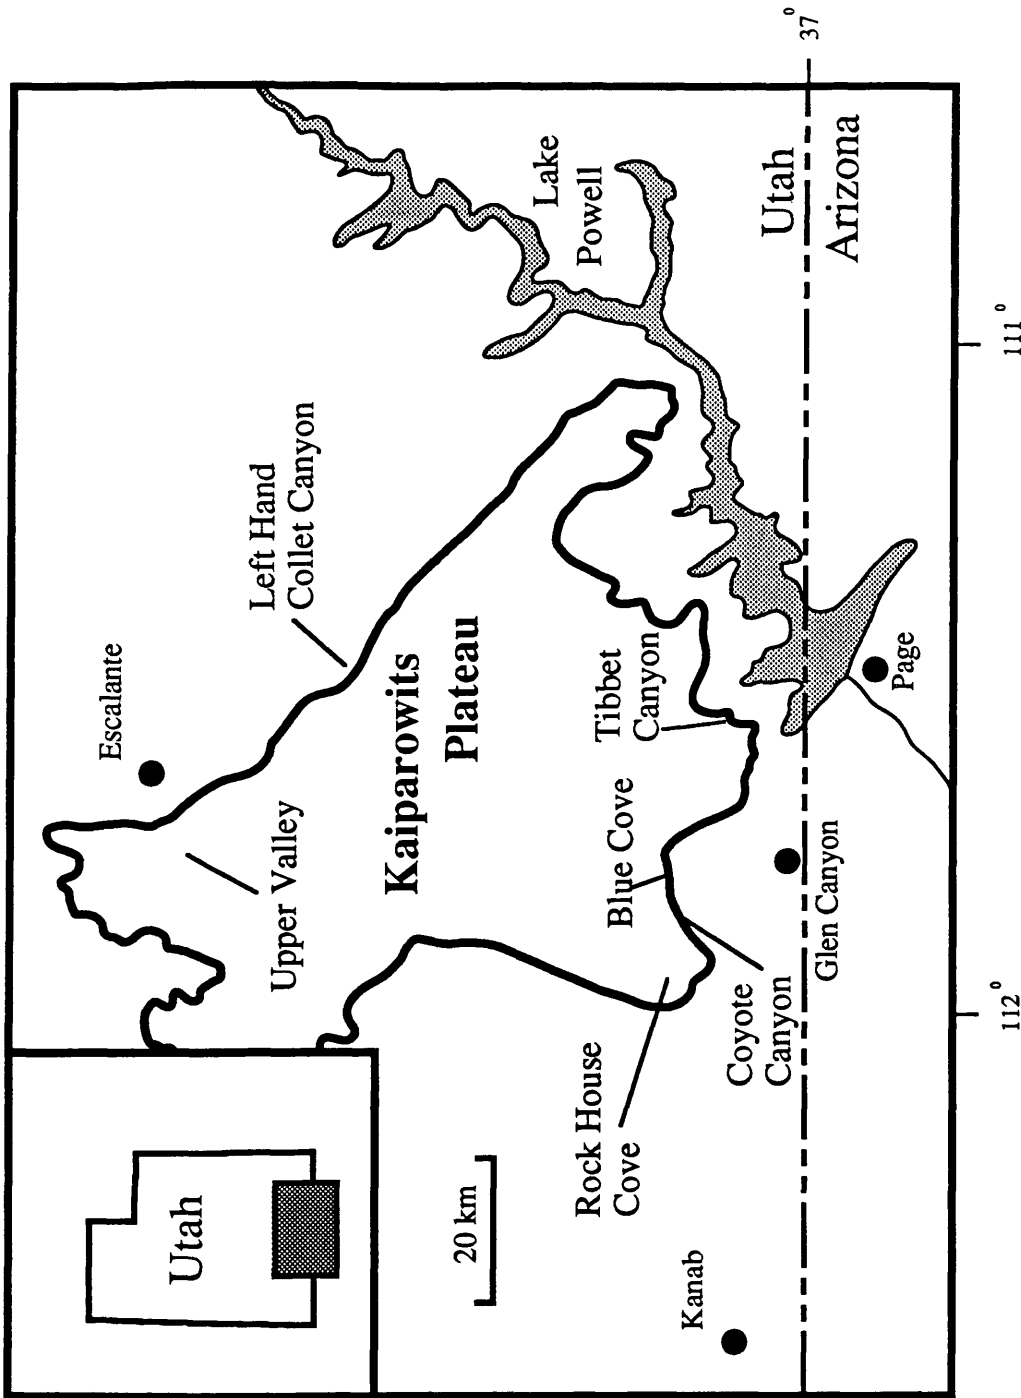 Utah
Escalante
Upper Valley
Left Hand
Collet Canyon
Kaiparowits
Plateau
Lake
Powell
20 km
Rock House
Cove
Blue Cove
Tibbet
Canyon
Coyote
Canyon
Kanab
Glen Canyon
Page
Utah
Arizona
37°
112°
111°